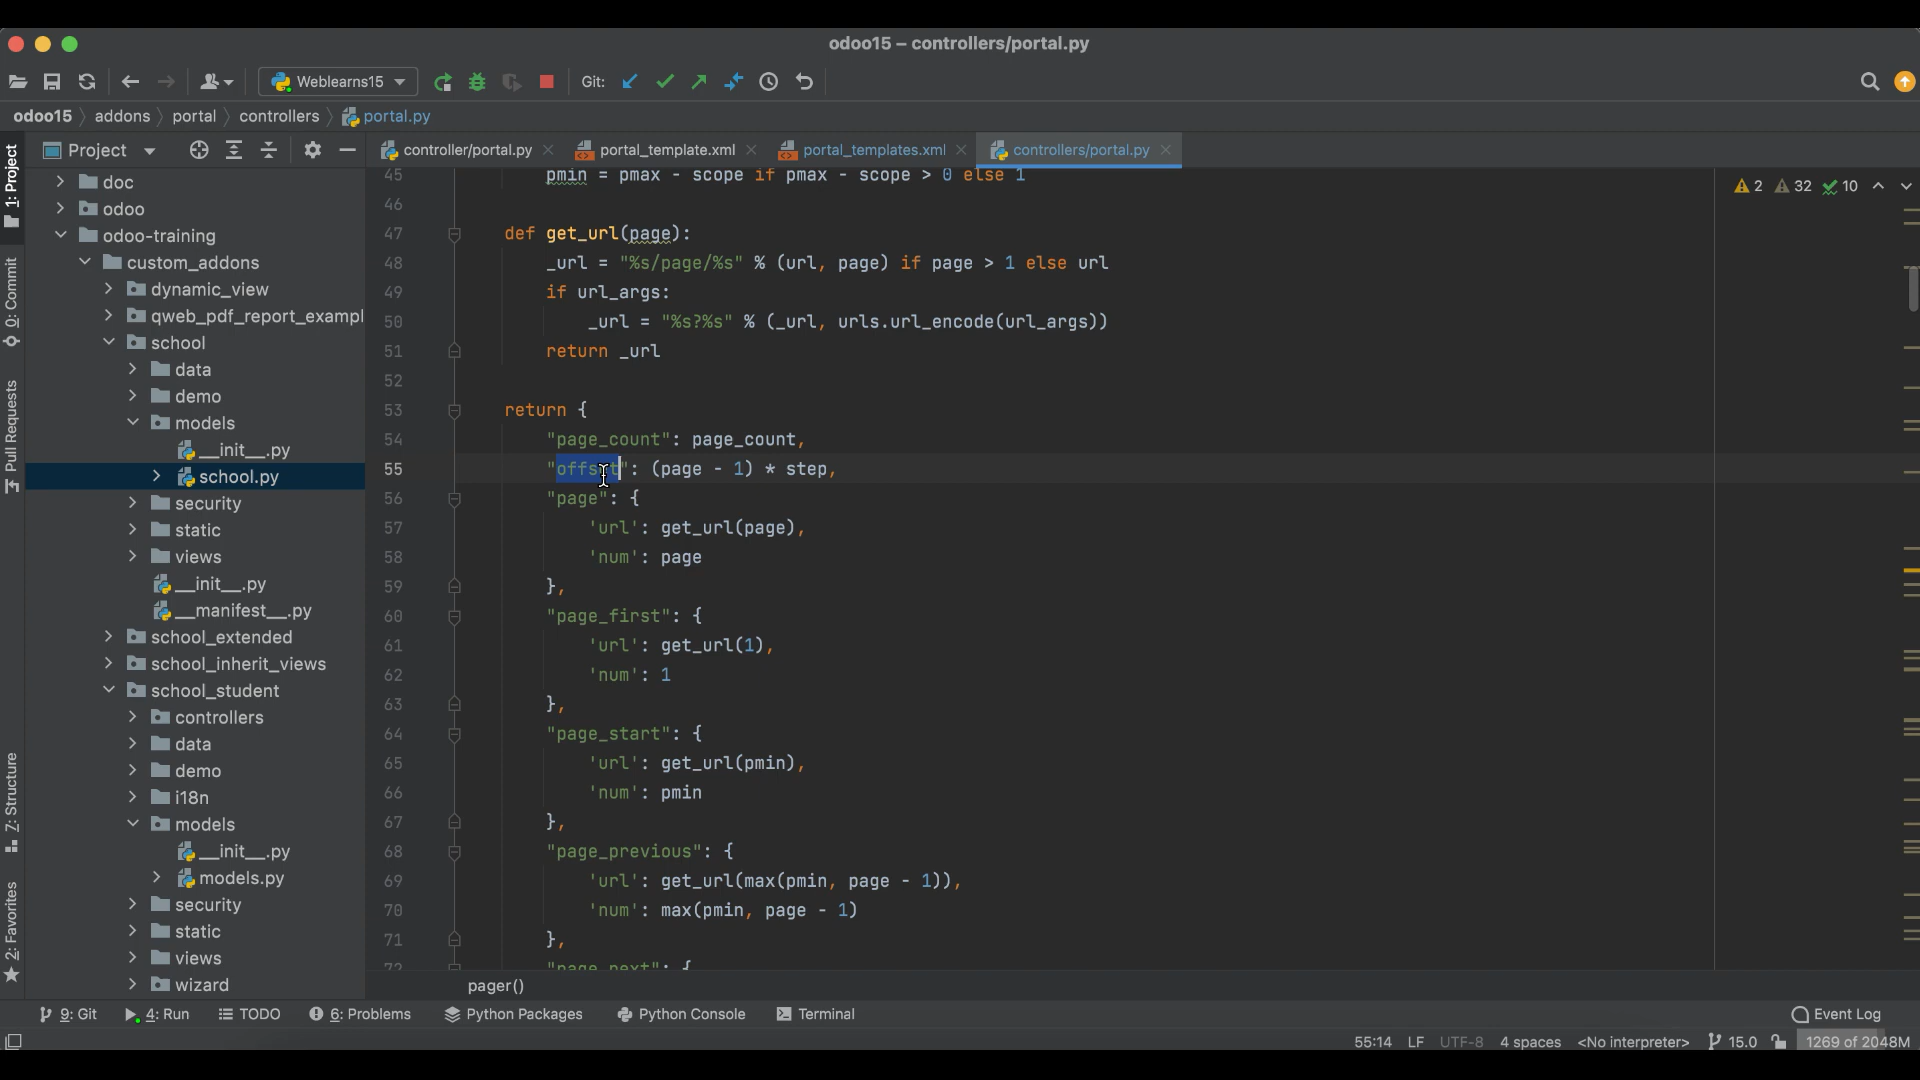 odoo15 – controllers/portal.py
Weblearns15
Git:
odoo15 addons portal controllers portal.py
Project
controller/portal.py
portal_template.xml
portal_templates.xml
controllers/portal.py
1: Project
0: Commit
Pull Requests
Z: Structure
2: Favorites
doc
odoo
odoo-training
custom_addons
dynamic_view
qweb_pdf_report_exampl
school
data
demo
models
__init__.py
school.py
security
static
views
__init__.py
__manifest__.py
school_extended
school_inherit_views
school_student
controllers
data
demo
i18n
models
__init__.py
models.py
security
static
views
wizard
2 32 10
45 pmin = pmax - scope if pmax - scope > 0 else 1
46
47 def get_url(page):
48 _url = "%s/page/%s" % (url, page) if page > 1 else url
49 if url_args:
50 _url = "%s?%s" % (_url, urls.url_encode(url_args))
51 return _url
52
53 return {
54 "page_count": page_count,
55 "offset": (page - 1) * step,
56 "page": {
57 'url': get_url(page),
58 'num': page
59 },
60 "page_first": {
61 'url': get_url(1),
62 'num': 1
63 },
64 "page_start": {
65 'url': get_url(pmin),
66 'num': pmin
67 },
68 "page_previous": {
69 'url': get_url(max(pmin, page - 1)),
70 'num': max(pmin, page - 1)
71 },
72 "page_next": {
pager()
9: Git
4: Run
TODO
6: Problems
Python Packages
Python Console
Terminal
Event Log
55:14 LF UTF-8 4 spaces <No interpreter> 15.0 1269 of 2048M